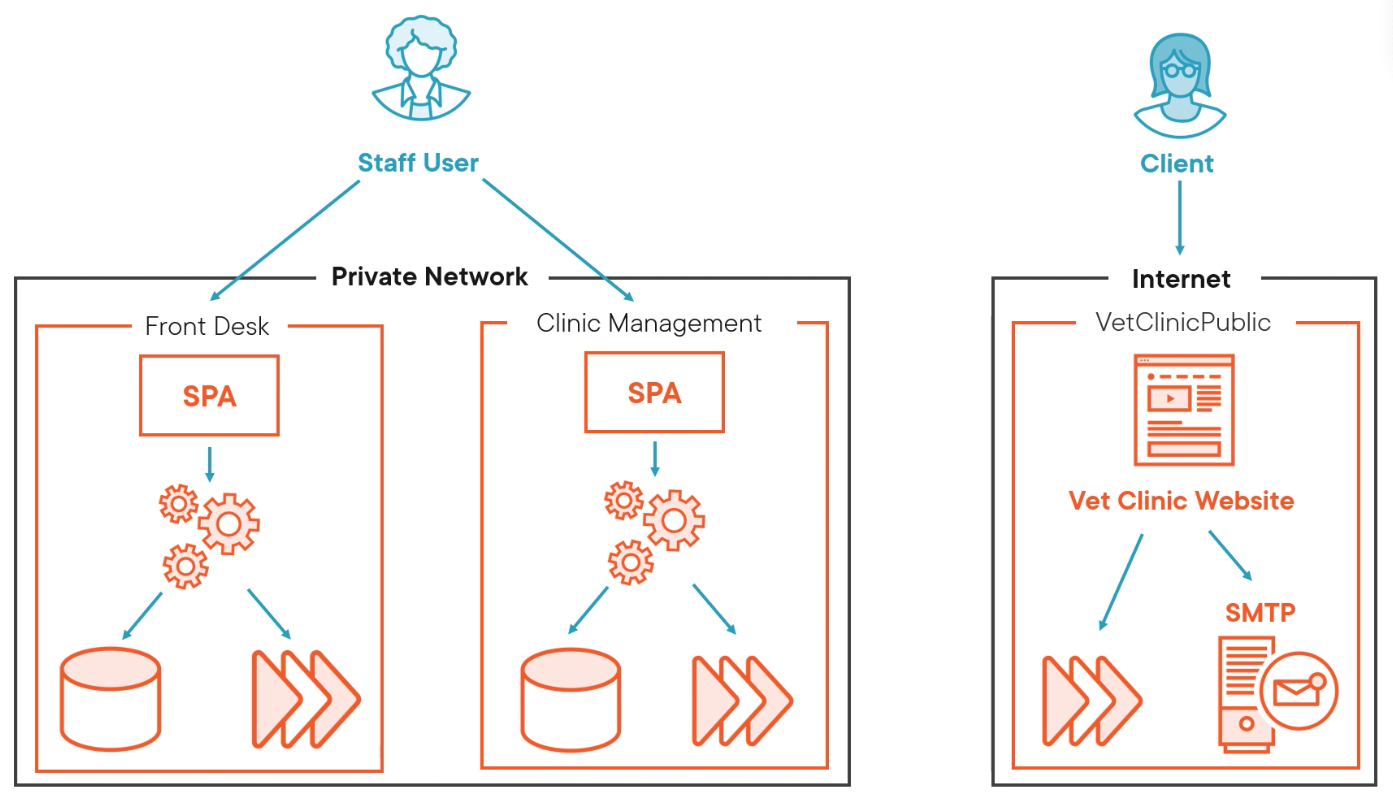 Staff User
Client
Private Network
Internet
Front Desk
Clinic Management
VetClinicPublic
SPA
SPA
Vet Clinic Website
SMTP